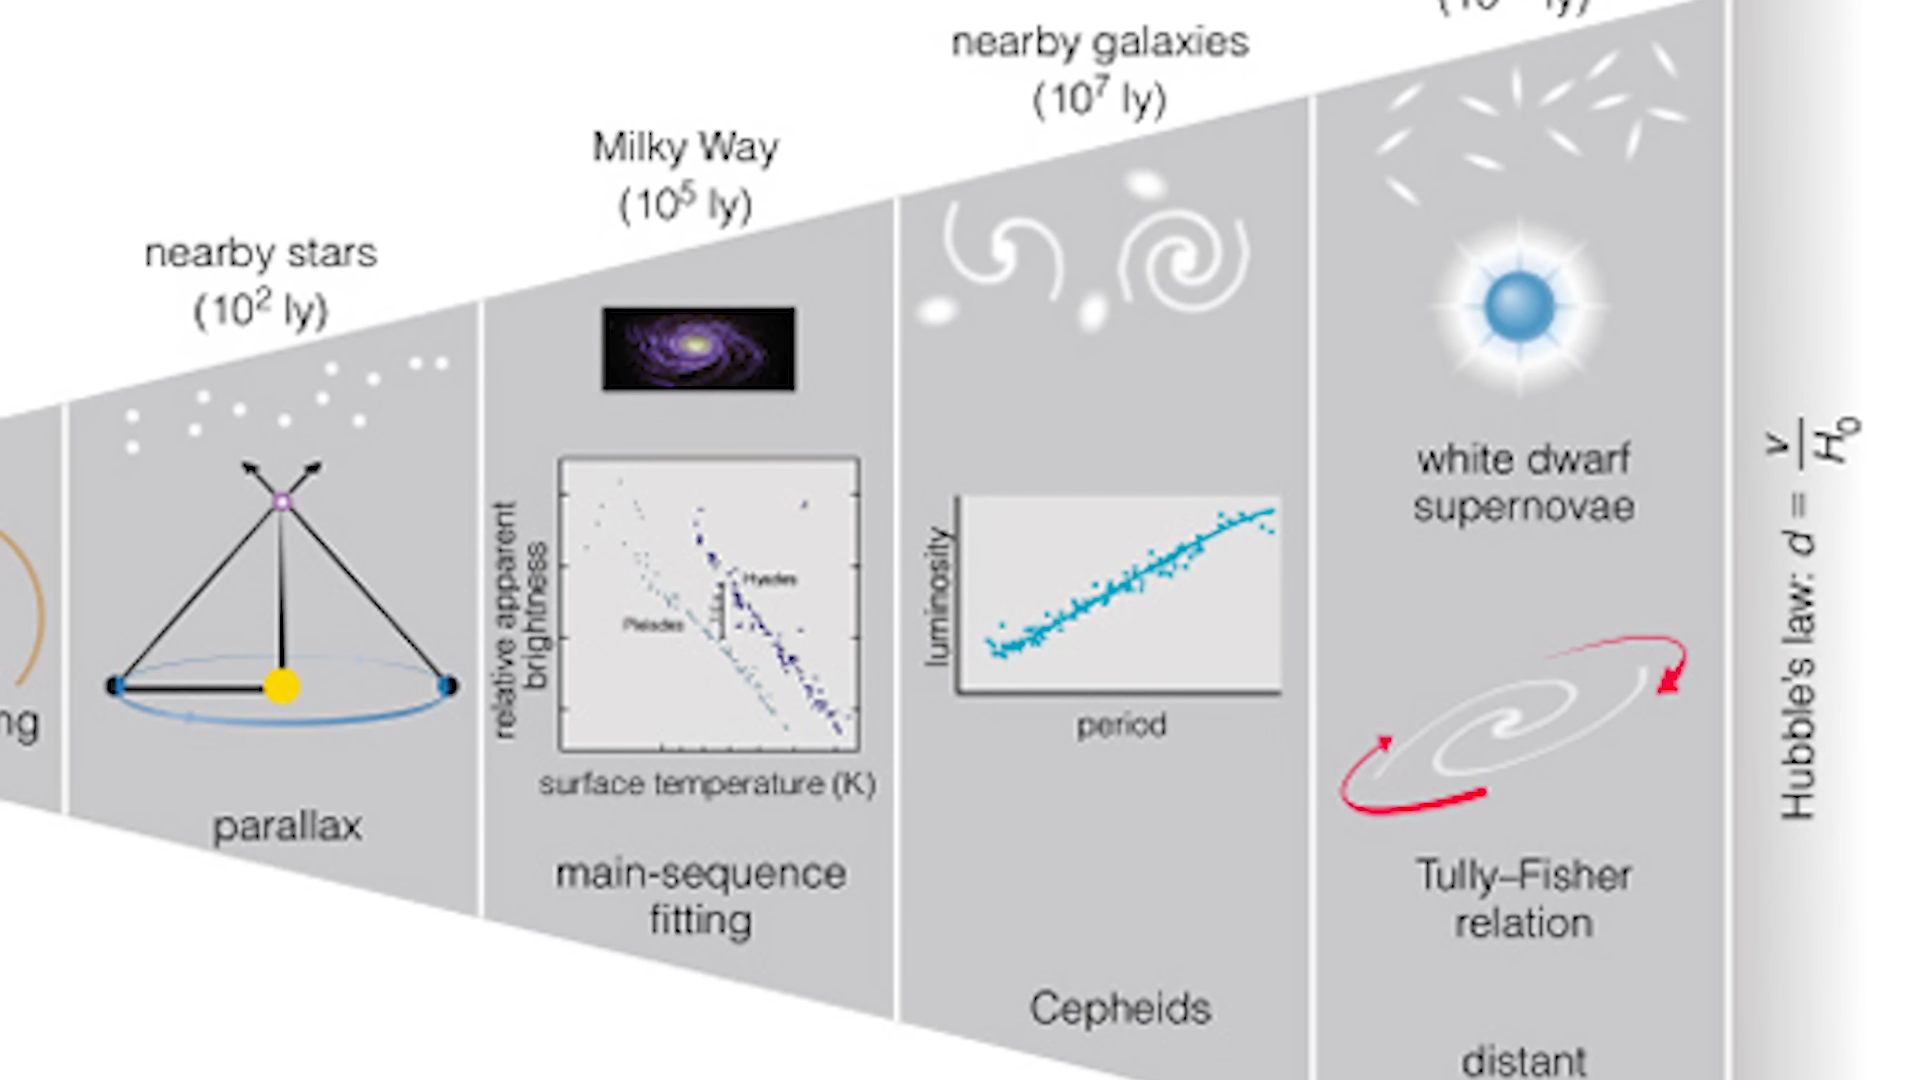 nearby stars
(10² ly)
parallax
Milky Way
(10⁵ ly)
relative apparent
brightness
Hyades
Pleiades
surface temperature (K)
main-sequence
fitting
nearby galaxies
(10⁷ ly)
luminosity
period
Cepheids
white dwarf
supernovae
Tully–Fisher
relation
distant
Hubble's law: d = v/H₀